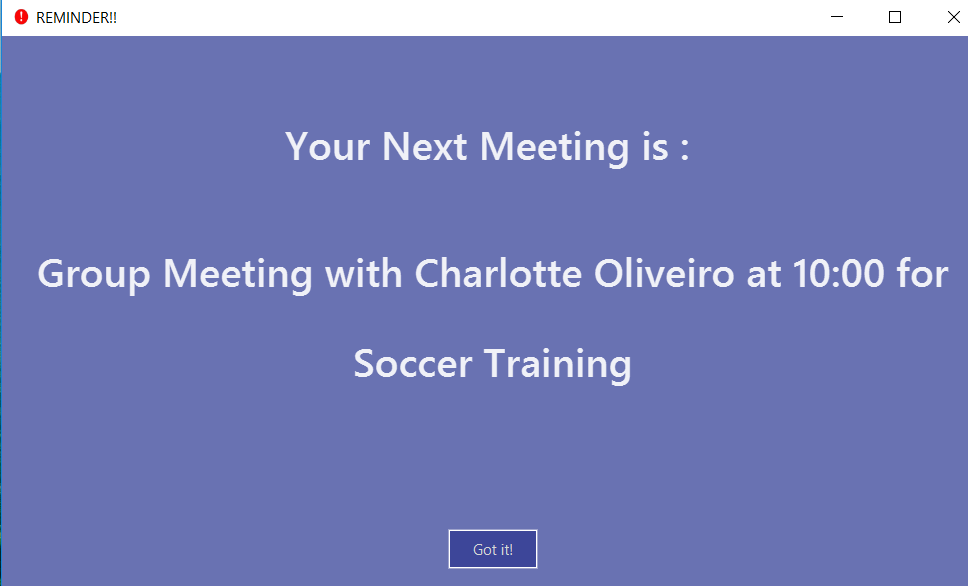 REMINDER!!
Your Next Meeting is :
Group Meeting with Charlotte Oliveiro at 10:00 for
Soccer Training
Got it!